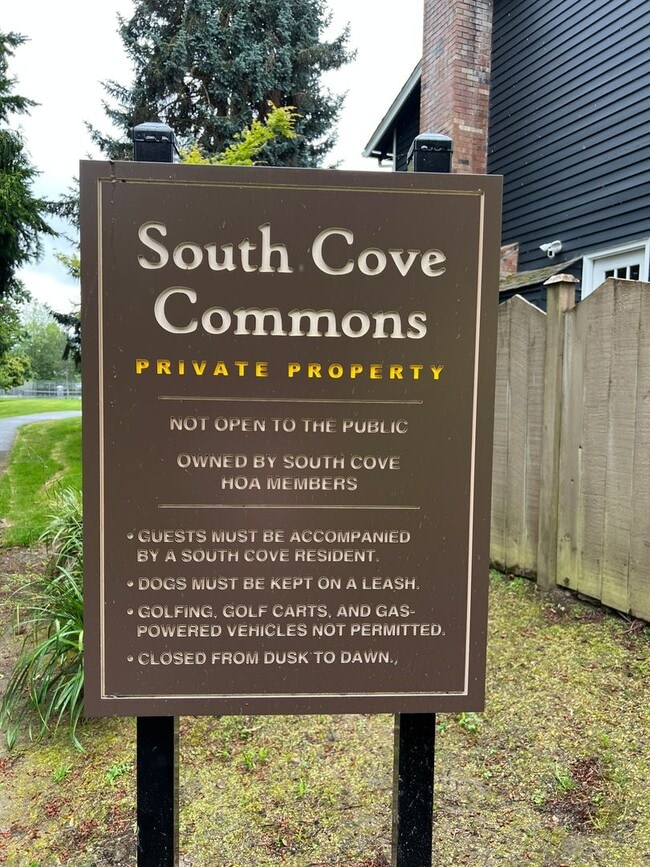 South Cove
Commons
PRIVATE PROPERTY
NOT OPEN TO THE PUBLIC
OWNED BY SOUTH COVE
HOA MEMBERS
• GUESTS MUST BE ACCOMPANIED
BY A SOUTH COVE RESIDENT.
• DOGS MUST BE KEPT ON A LEASH.
• GOLFING, GOLF CARTS, AND GAS-
POWERED VEHICLES NOT PERMITTED.
• CLOSED FROM DUSK TO DAWN.,